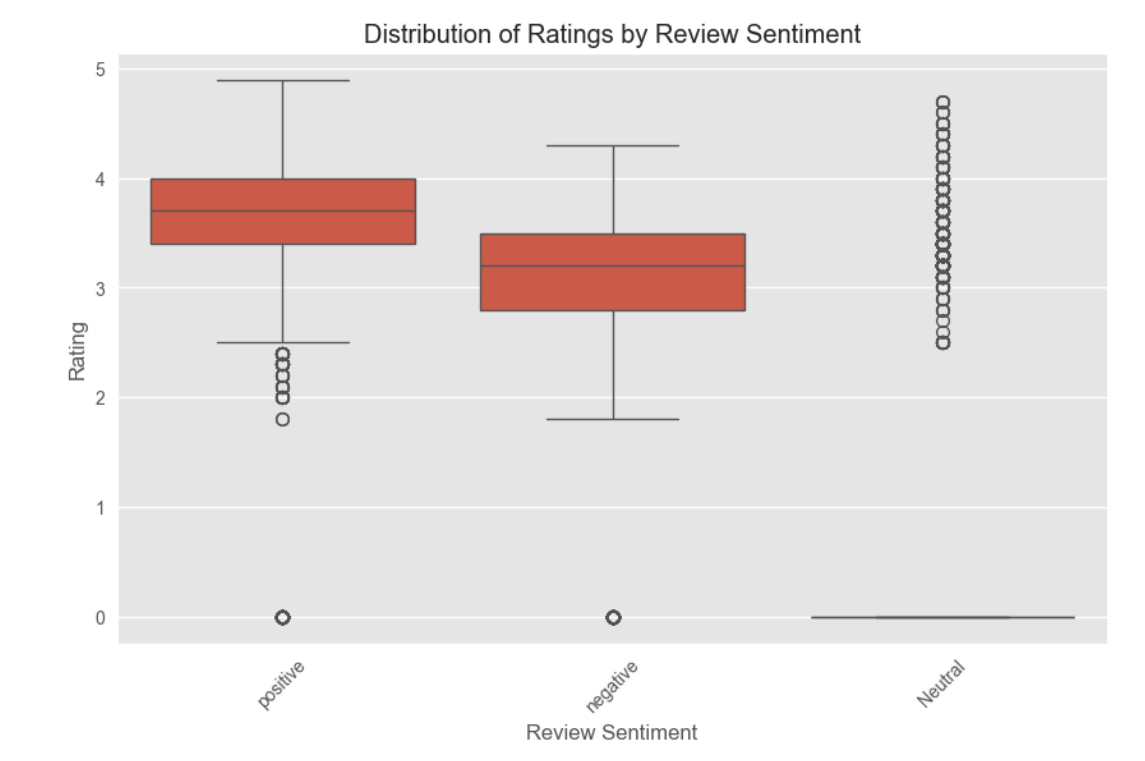 Distribution of Ratings by Review Sentiment
5
4
3
2
1
0
Rating
positive
negative
Neutral
Review Sentiment